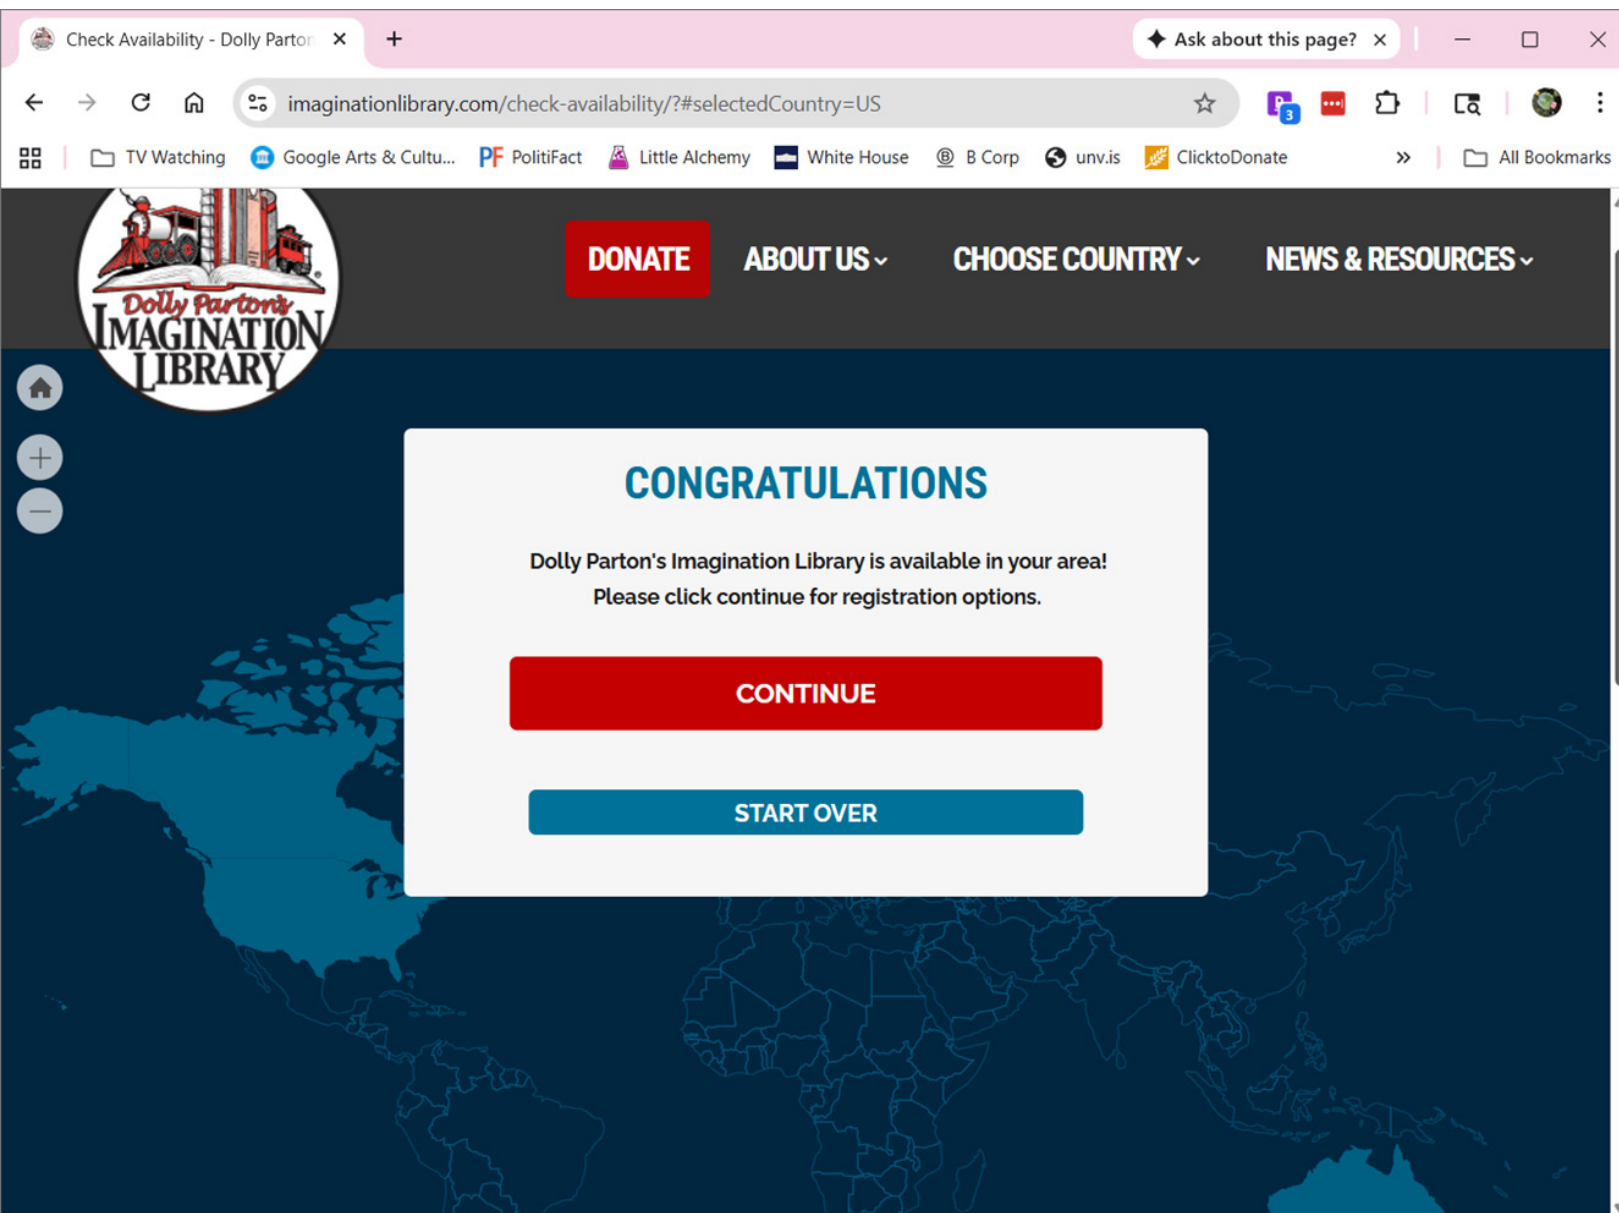 Check Availability - Dolly Parton
Ask about this page?
imaginationlibrary.com/check-availability/?#selectedCountry=US
3
TV Watching
Google Arts & Cultu...
PF PolitiFact
Little Alchemy
White House
B B Corp
unv.is
ClicktoDonate
All Bookmarks
Dolly Parton's
IMAGINATION
LIBRARY
DONATE
ABOUT US
CHOOSE COUNTRY
NEWS & RESOURCES
CONGRATULATIONS
Dolly Parton's Imagination Library is available in your area!
Please click continue for registration options.
CONTINUE
START OVER